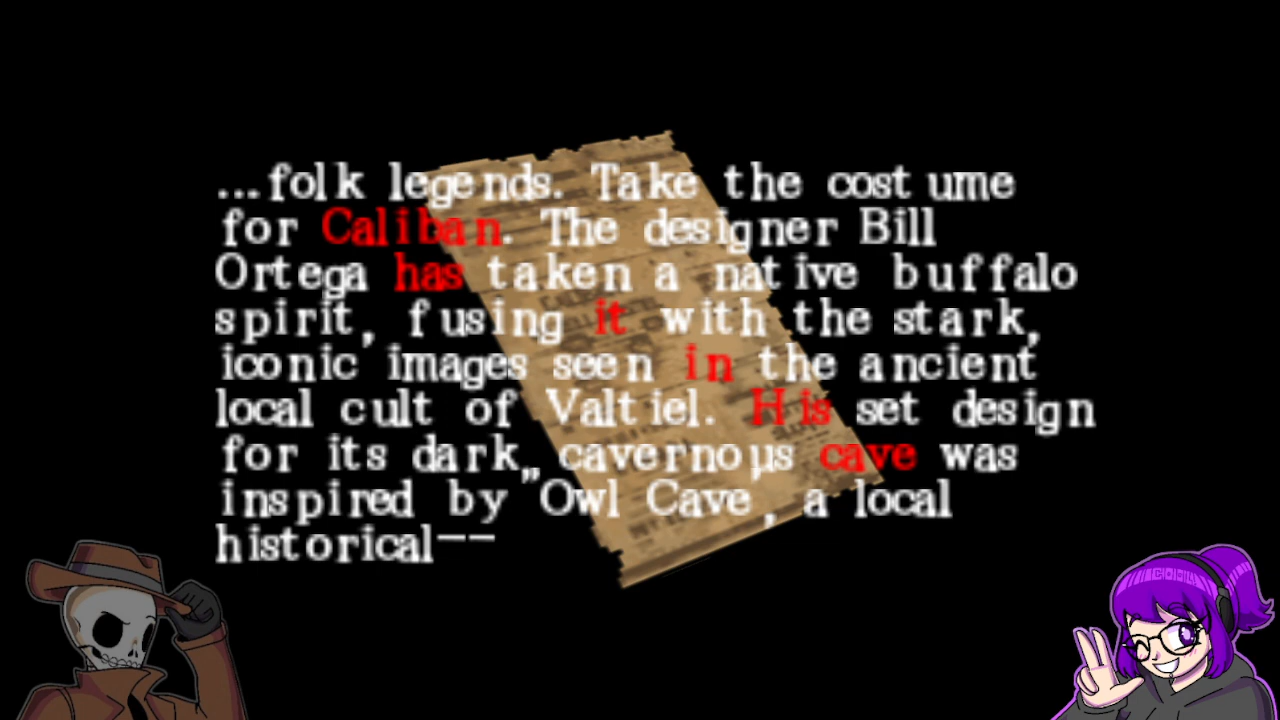 ...folk legends. Take the costume
for Caliban. The designer Bill
Ortega has taken a native buffalo
spirit, fusing it with the stark,
iconic images seen in the ancient
local cult of Valtiel. His set design
for its dark, cavernous cave was
inspired by "Owl Cave", a local
historical--